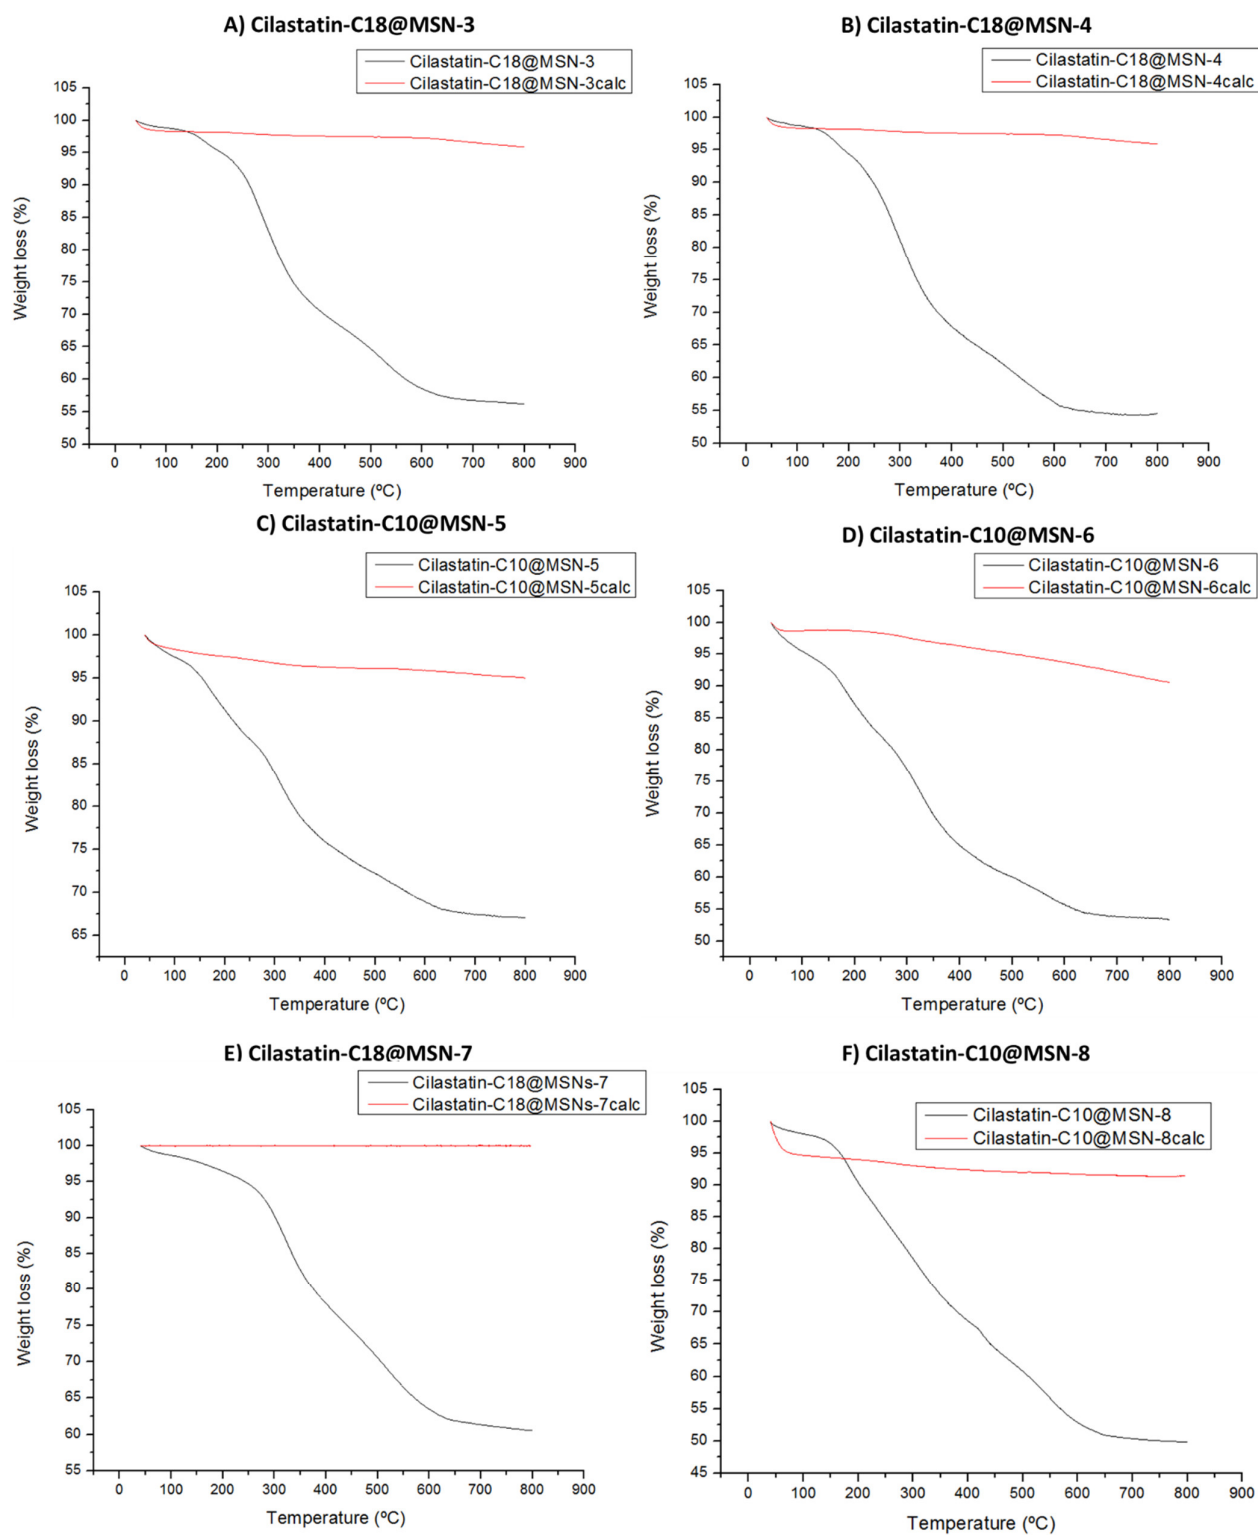 A) Cilastatin-C18@MSN-3
Cilastatin-C18@MSN-3
Cilastatin-C18@MSN-3calc
105
100
95
90
85
80
75
70
65
60
55
50
Weight loss (%)
0 100 200 300 400 500 600 700 800 900
Temperature (ºC)
B) Cilastatin-C18@MSN-4
Cilastatin-C18@MSN-4
Cilastatin-C18@MSN-4calc
105
100
95
90
85
80
75
70
65
60
55
50
Weight loss (%)
0 100 200 300 400 500 600 700 800 900
Temperature (ºC)
C) Cilastatin-C10@MSN-5
Cilastatin-C10@MSN-5
Cilastatin-C10@MSN-5calc
105
100
95
90
85
80
75
70
65
Weight loss (%)
0 100 200 300 400 500 600 700 800 900
Temperature (ºC)
D) Cilastatin-C10@MSN-6
Cilastatin-C10@MSN-6
Cilastatin-C10@MSN-6calc
105
100
95
90
85
80
75
70
65
60
55
50
Weight loss (%)
0 100 200 300 400 500 600 700 800 900
Temperature (ºC)
E) Cilastatin-C18@MSN-7
Cilastatin-C18@MSNs-7
Cilastatin-C18@MSNs-7calc
105
100
95
90
85
80
75
70
65
60
55
Weight loss (%)
0 100 200 300 400 500 600 700 800 900
Temperature (ºC)
F) Cilastatin-C10@MSN-8
Cilastatin-C10@MSN-8
Cilastatin-C10@MSN-8calc
105
100
95
90
85
80
75
70
65
60
55
50
45
Weight loss (%)
0 100 200 300 400 500 600 700 800 900
Temperature (ºC)